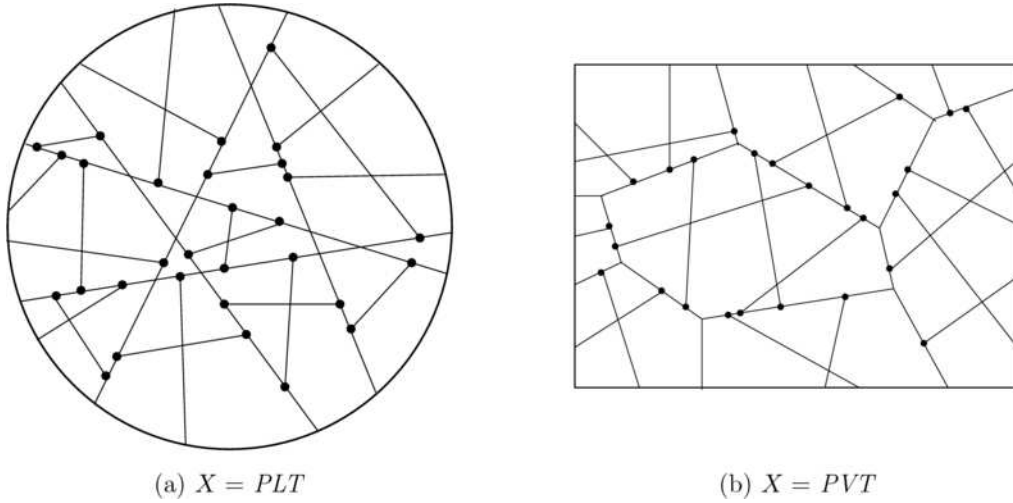 (a) X = PLT
(b) X = PVT